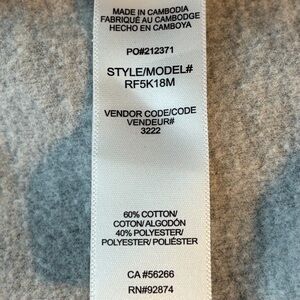 MADE IN CAMBODIA
FABRIQUÉ AU CAMBODGE
HECHO EN CAMBOYA
PO#212371
STYLE/MODEL#
RF5K18M
VENDOR CODE/CODE
VENDEUR#
3222
60% COTTON/
COTON/ALGODÓN
40% POLYESTER/
POLYESTER/ POLIÉSTER
CA #56266
RN#92874